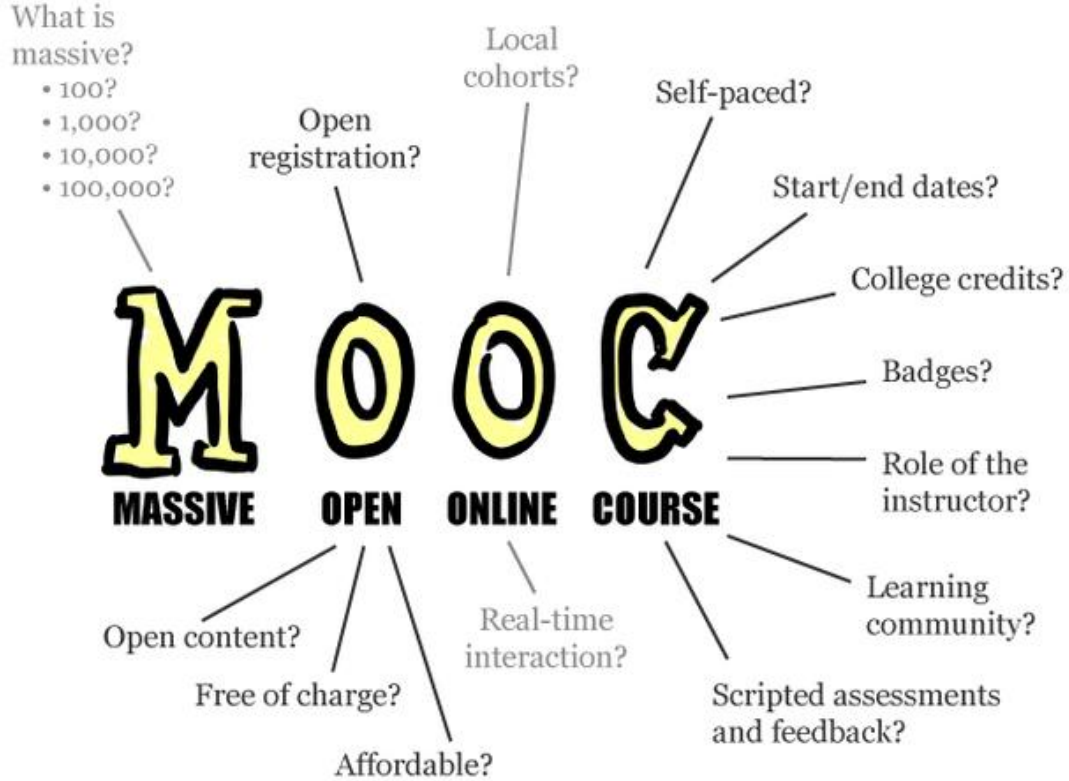 What is
massive?
• 100?
• 1,000?
• 10,000?
• 100,000?
Open
registration?
Local
cohorts?
Self-paced?
Start/end dates?
College credits?
Badges?
Role of the
instructor?
Learning
community?
Scripted assessments
and feedback?
MOOC
MASSIVE OPEN ONLINE COURSE
Open content?
Free of charge?
Affordable?
Real-time
interaction?